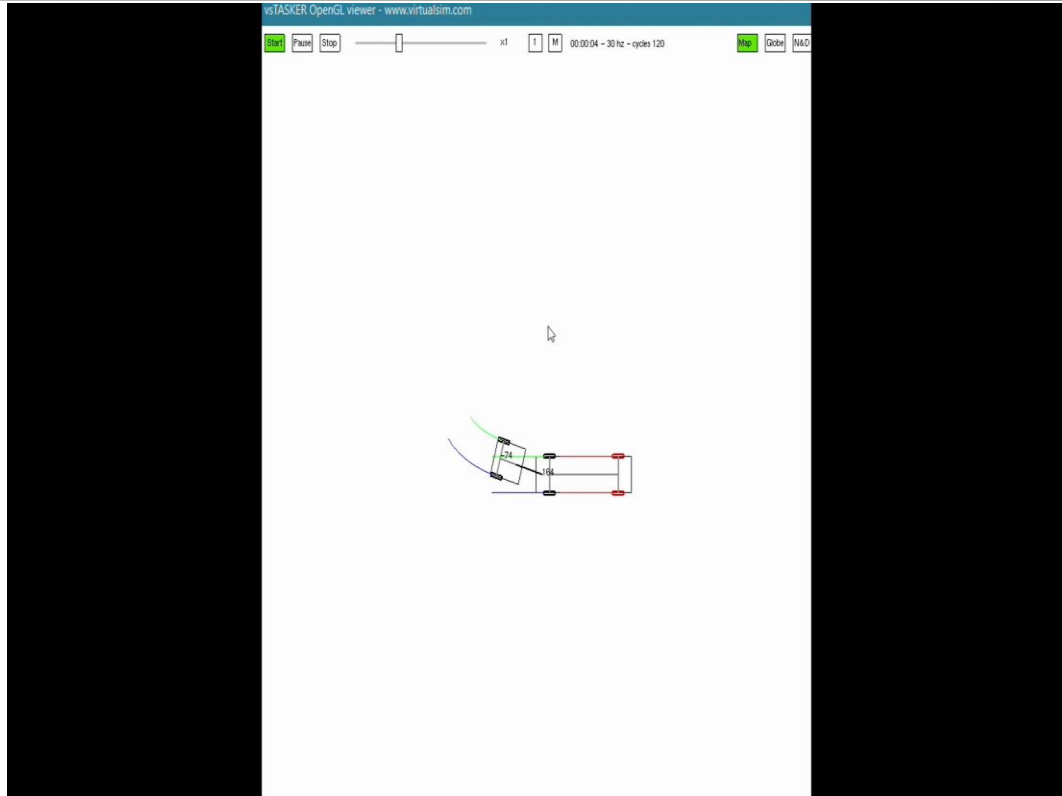 vsTASKER OpenGL viewer - www.virtualsim.com
Start Pause Stop x1 1 M 00:00:04 - 30 hz - cycles 120 Map Globe N&D
-74
164